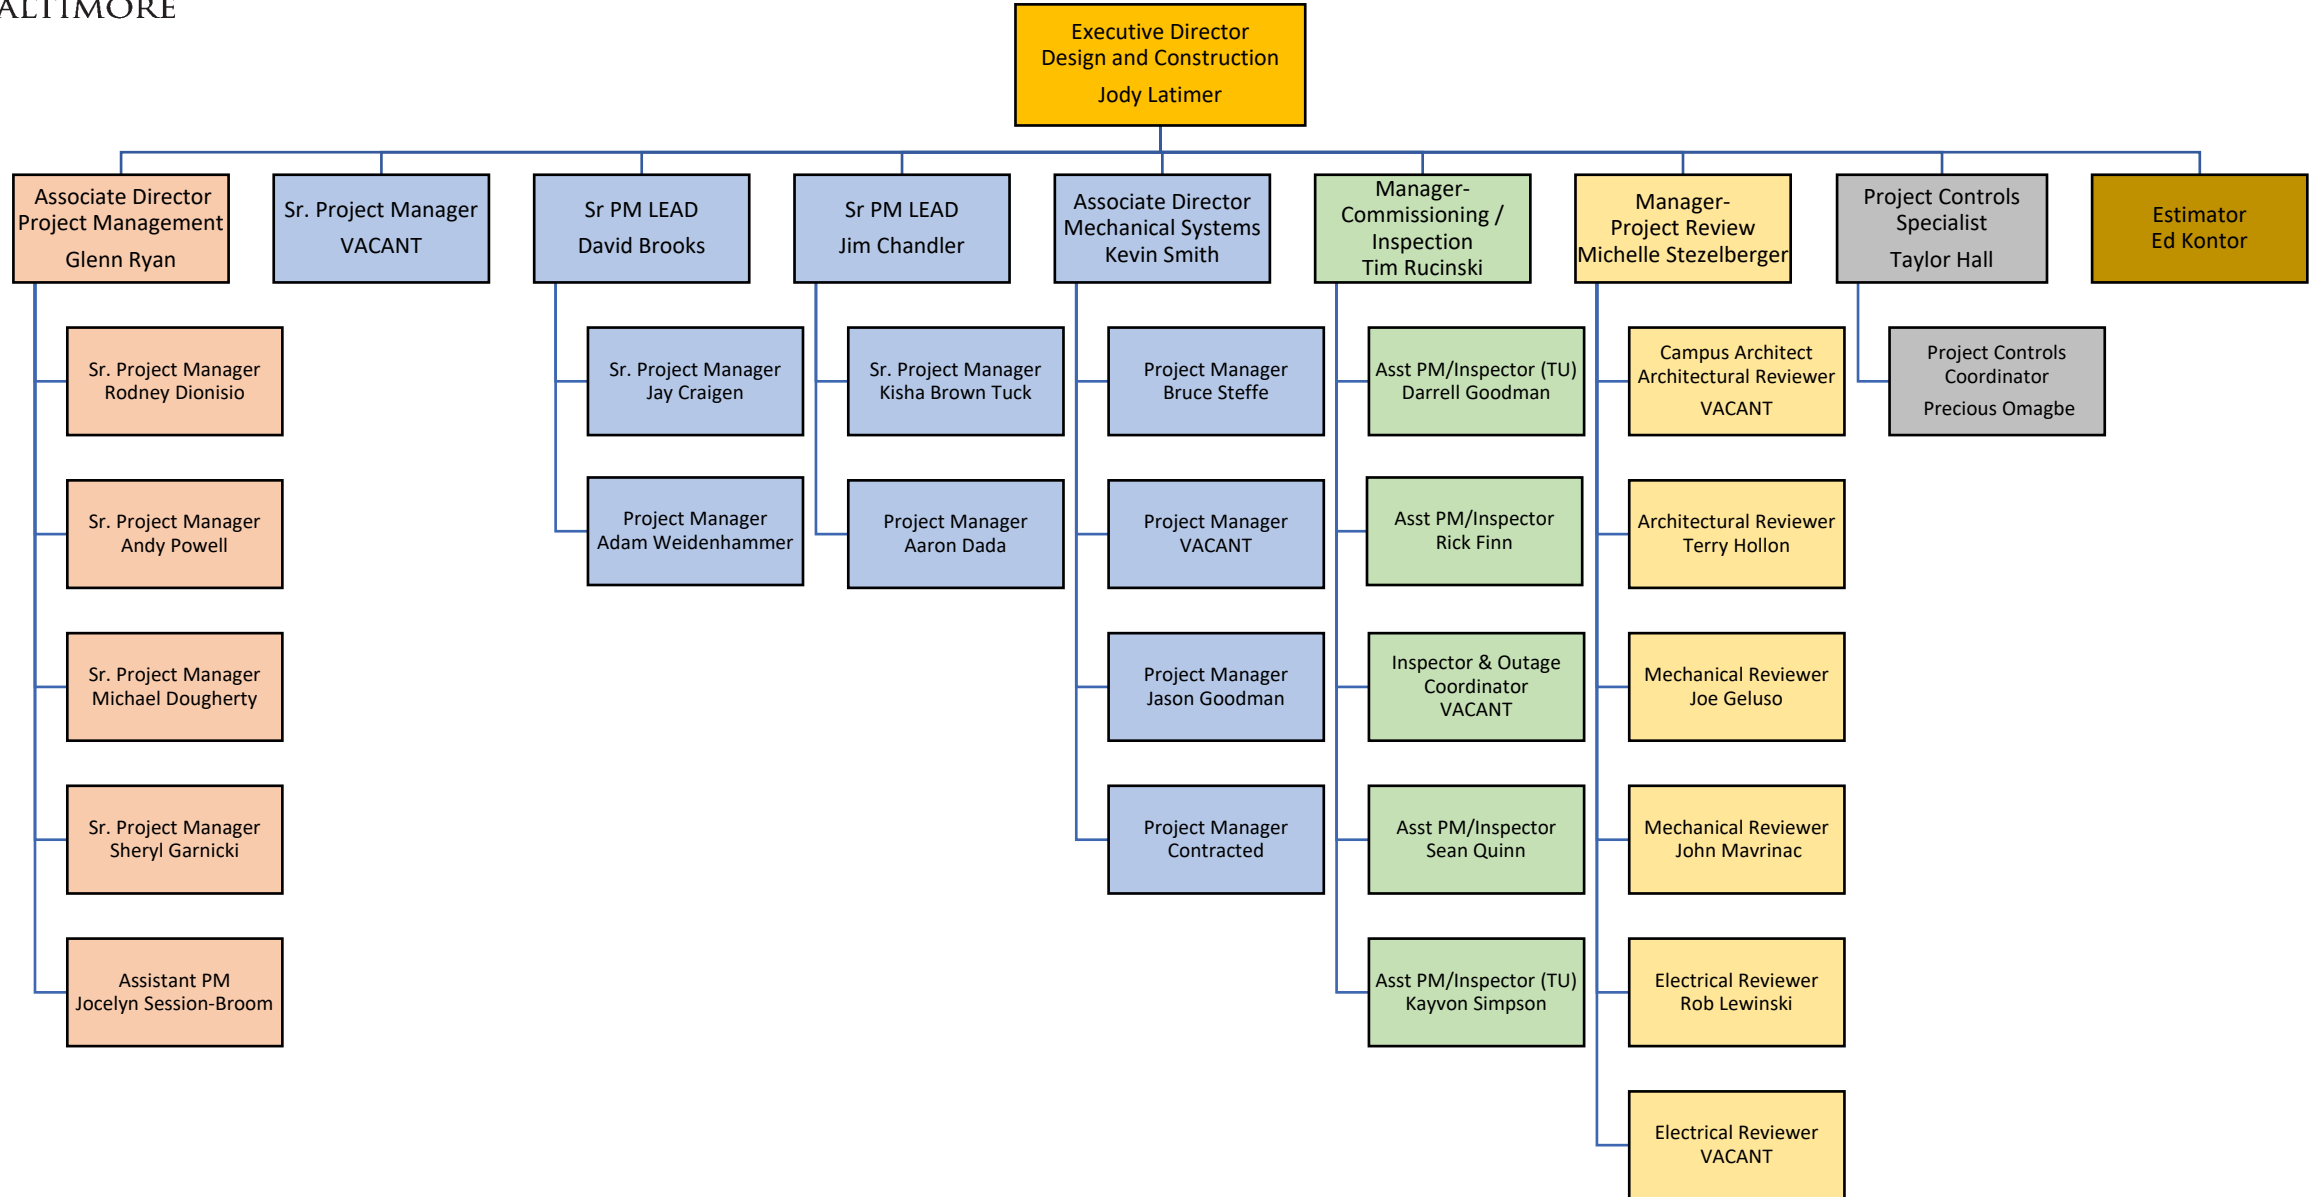 ALTIMORE
Executive Director
Design and Construction
Jody Latimer
Associate Director
Project Management
Glenn Ryan
Sr. Project Manager
VACANT
Sr PM LEAD
David Brooks
Sr PM LEAD
Jim Chandler
Associate Director
Mechanical Systems
Kevin Smith
Manager-
Commissioning /
Inspection
Tim Rucinski
Manager-
Project Review
Michelle Stezelberger
Project Controls
Specialist
Taylor Hall
Estimator
Ed Kontor
Sr. Project Manager
Rodney Dionisio
Sr. Project Manager
Andy Powell
Sr. Project Manager
Michael Dougherty
Sr. Project Manager
Sheryl Garnicki
Assistant PM
Jocelyn Session-Broom
Sr. Project Manager
Jay Craigen
Project Manager
Adam Weidenhammer
Sr. Project Manager
Kisha Brown Tuck
Project Manager
Aaron Dada
Project Manager
Bruce Steffe
Project Manager
VACANT
Project Manager
Jason Goodman
Project Manager
Contracted
Asst PM/Inspector (TU)
Darrell Goodman
Asst PM/Inspector
Rick Finn
Inspector & Outage
Coordinator
VACANT
Asst PM/Inspector
Sean Quinn
Asst PM/Inspector (TU)
Kayvon Simpson
Campus Architect
Architectural Reviewer
VACANT
Architectural Reviewer
Terry Hollon
Mechanical Reviewer
Joe Geluso
Mechanical Reviewer
John Mavrinac
Electrical Reviewer
Rob Lewinski
Electrical Reviewer
VACANT
Project Controls
Coordinator
Precious Omagbe